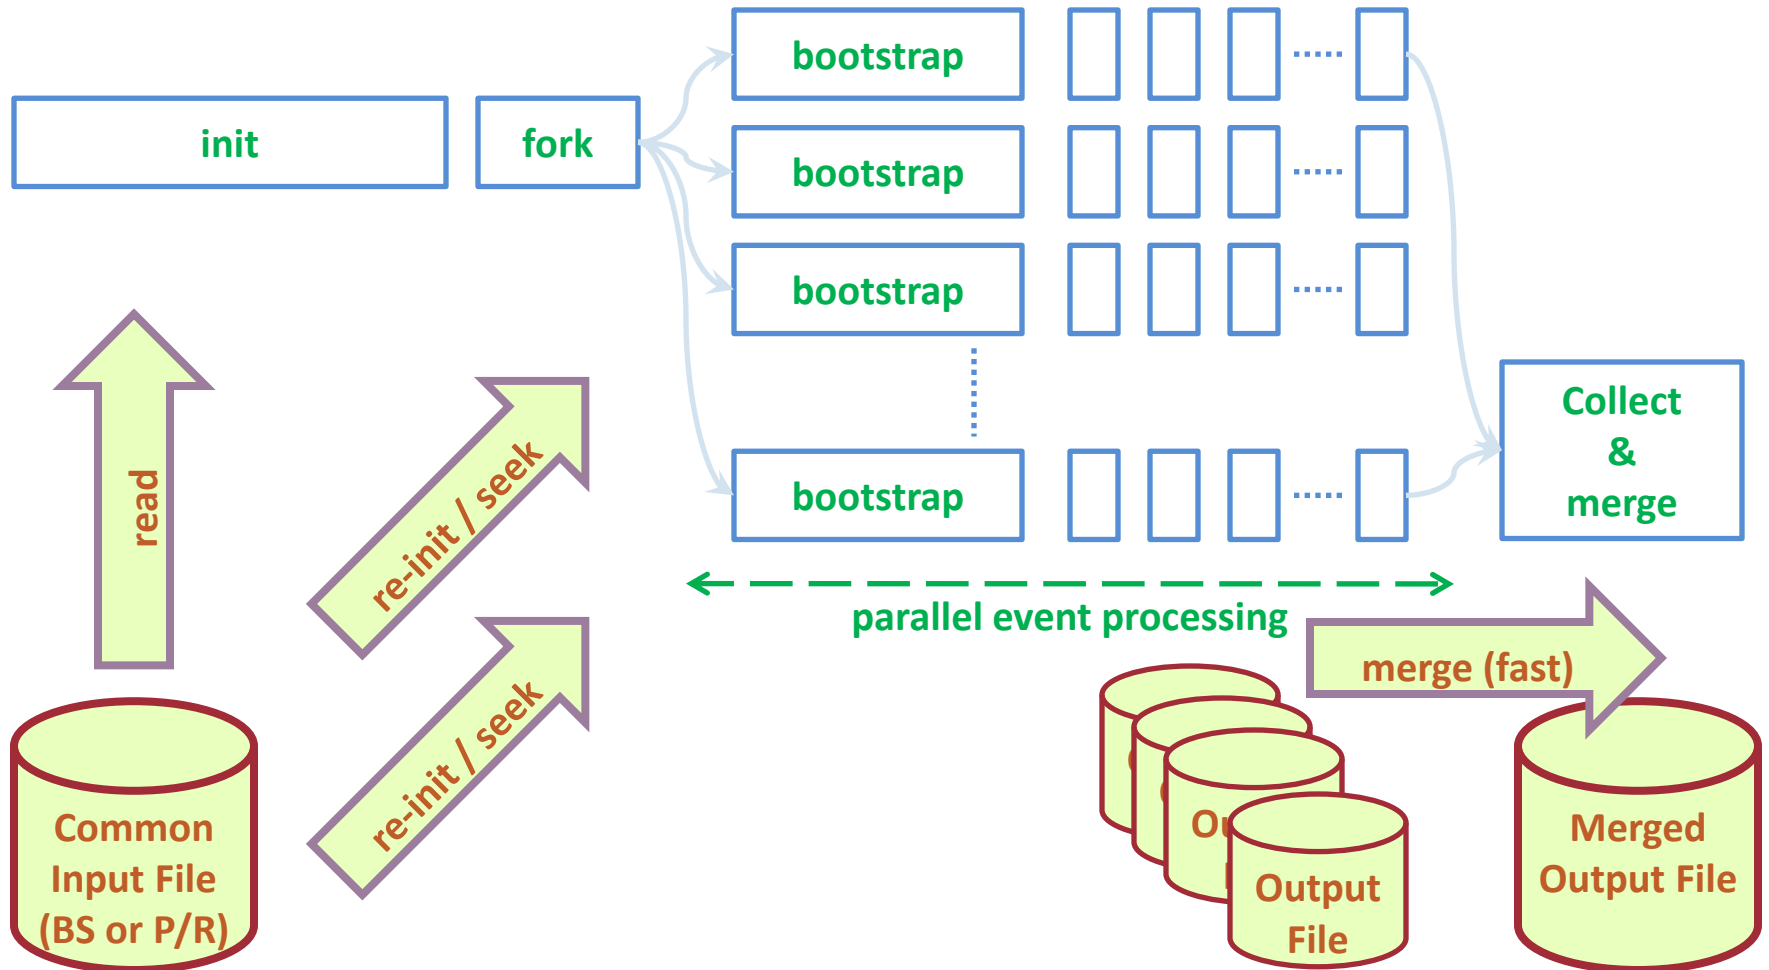 bootstrap
init
fork
bootstrap
bootstrap
bootstrap
Collect
&
merge
read
re-init / seek
re-init / seek
parallel event processing
merge (fast)
Common
Input File
(BS or P/R)
Output
File
Merged
Output File